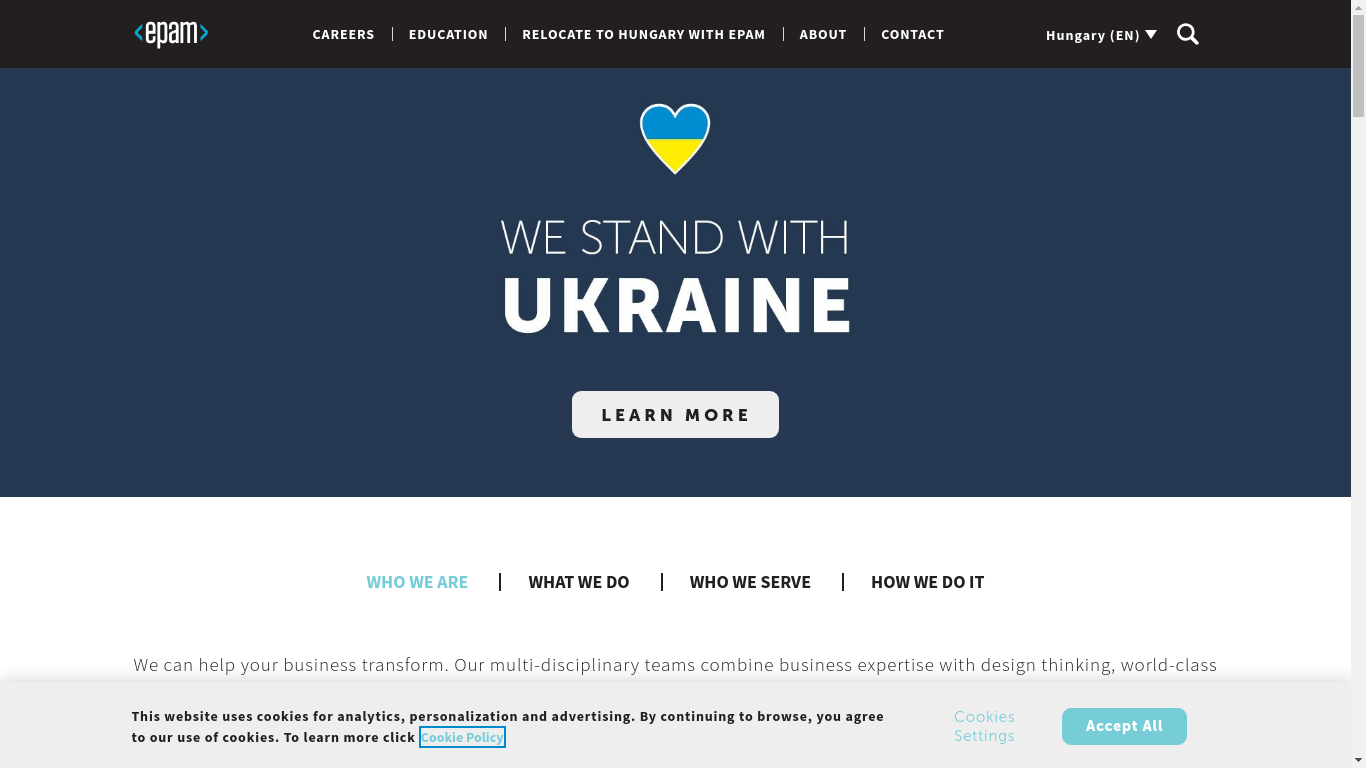 <epam>
CAREERS
EDUCATION
RELOCATE TO HUNGARY WITH EPAM
ABOUT
CONTACT
Hungary (EN)
WE STAND WITH
UKRAINE
LEARN MORE
WHO WE ARE
WHAT WE DO
WHO WE SERVE
HOW WE DO IT
We can help your business transform. Our multi-disciplinary teams combine business expertise with design thinking, world-class
This website uses cookies for analytics, personalization and advertising. By continuing to browse, you agree
to our use of cookies. To learn more click Cookie Policy
Cookies
Settings
Accept All